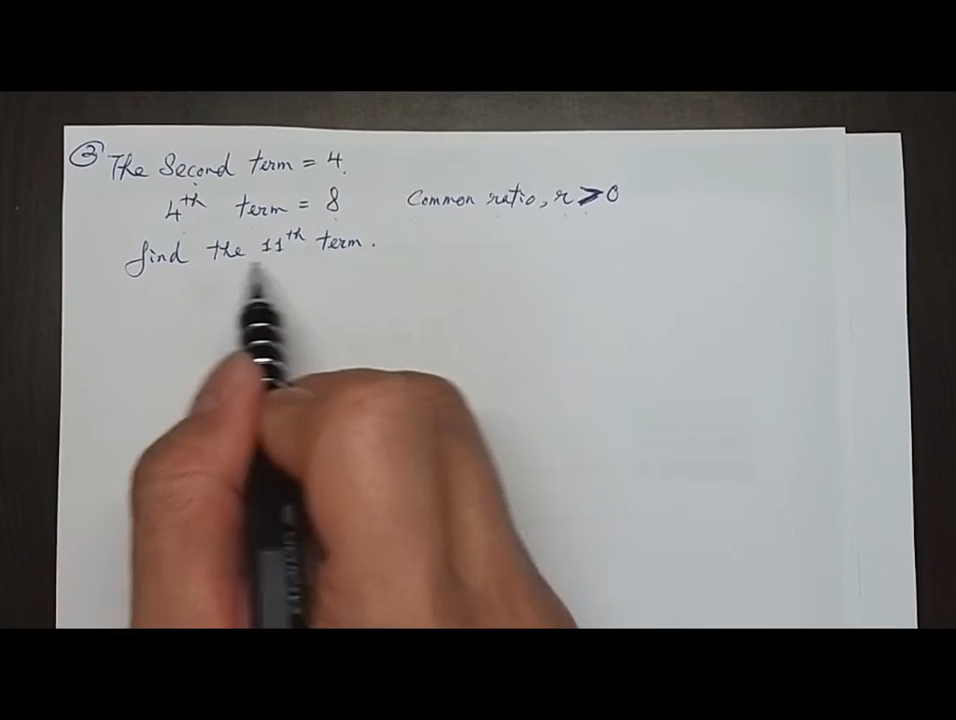 ③ The Second term = 4.
4th term = 8 Common ratio, r > 0
find the 11th term.